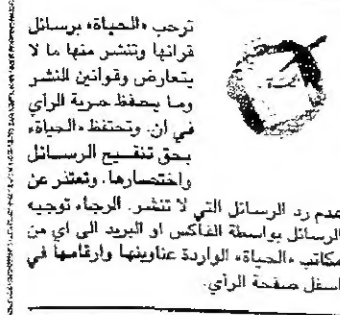 ترحب «الحياة» برسائل
قرائها وتنشر منها ما لا
يتعارض وقوانين النشر
وما يحفظ حرية الرأي
في آن. وتحتفظ «الحياة»
بحق تنقيح الرسائل
واختصارها. وتعتذر عن
عدم رد الرسائل التي لا تنشر. الرجاء توجيه
الرسائل بواسطة الفاكس او البريد الى اي من
مكاتب «الحياة» الواردة عناوينها وارقامها في
اسفل صفحة الرأي.